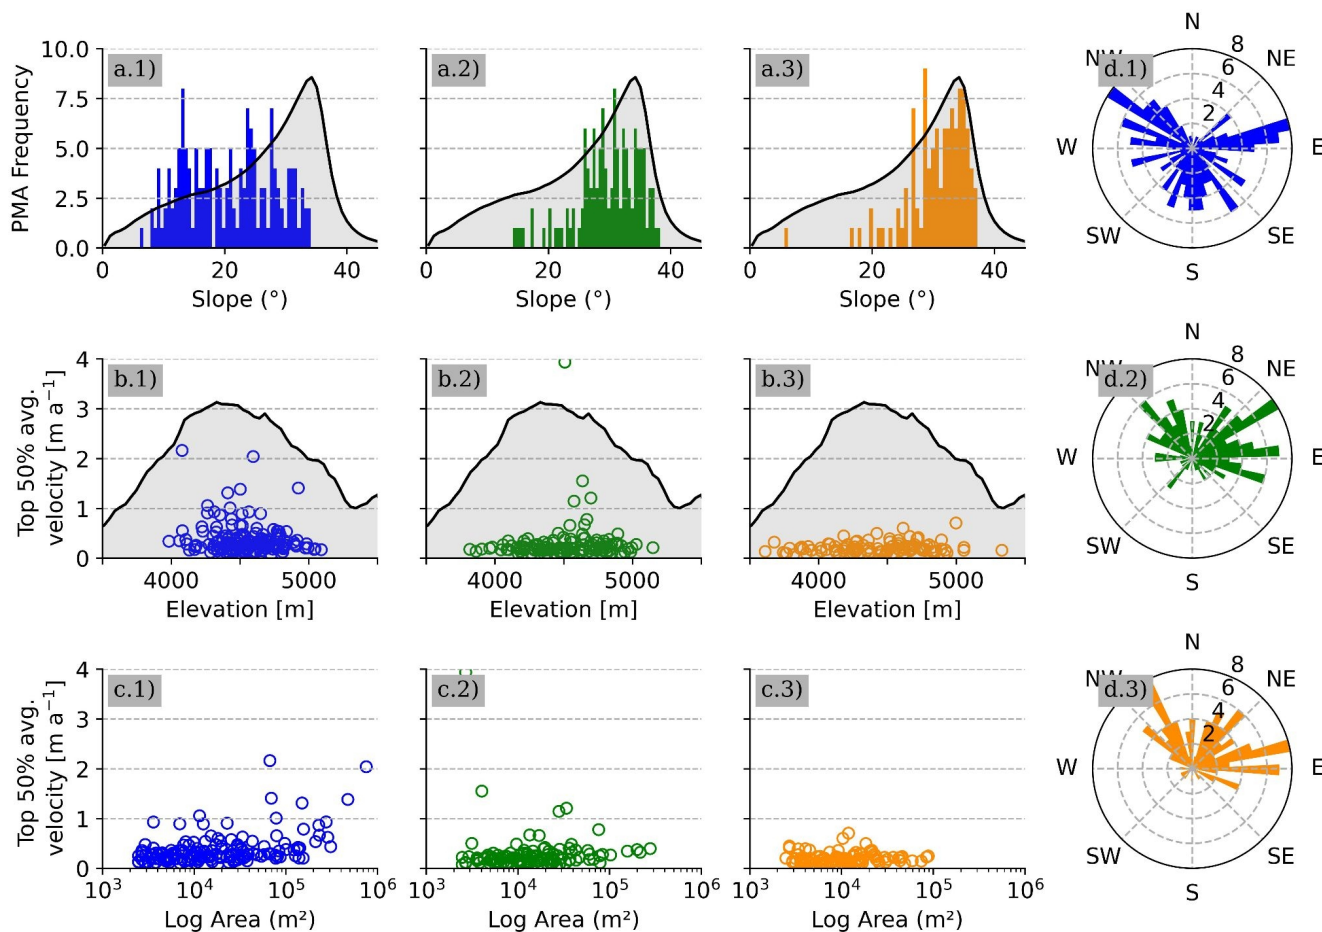 a.1) a.2) a.3) d.1)
10.0
7.5
5.0
2.5
0.0
PMA Frequency
0 20 40
Slope (°)
0 20 40
Slope (°)
0 20 40
Slope (°)
N
NE
E
SE
S
SW
W
NW
2 4 6 8
b.1) b.2) b.3) d.2)
4
3
2
1
0
Top 50% avg.
velocity [m a⁻¹]
4000 5000
Elevation [m]
4000 5000
Elevation [m]
4000 5000
Elevation [m]
N
NE
E
SE
S
SW
W
NW
2 4 6 8
c.1) c.2) c.3) d.3)
4
3
2
1
0
Top 50% avg.
velocity [m a⁻¹]
10³ 10⁴ 10⁵ 10⁶
Log Area (m²)
10³ 10⁴ 10⁵ 10⁶
Log Area (m²)
10³ 10⁴ 10⁵ 10⁶
Log Area (m²)
N
NE
E
SE
S
SW
W
NW
2 4 6 8